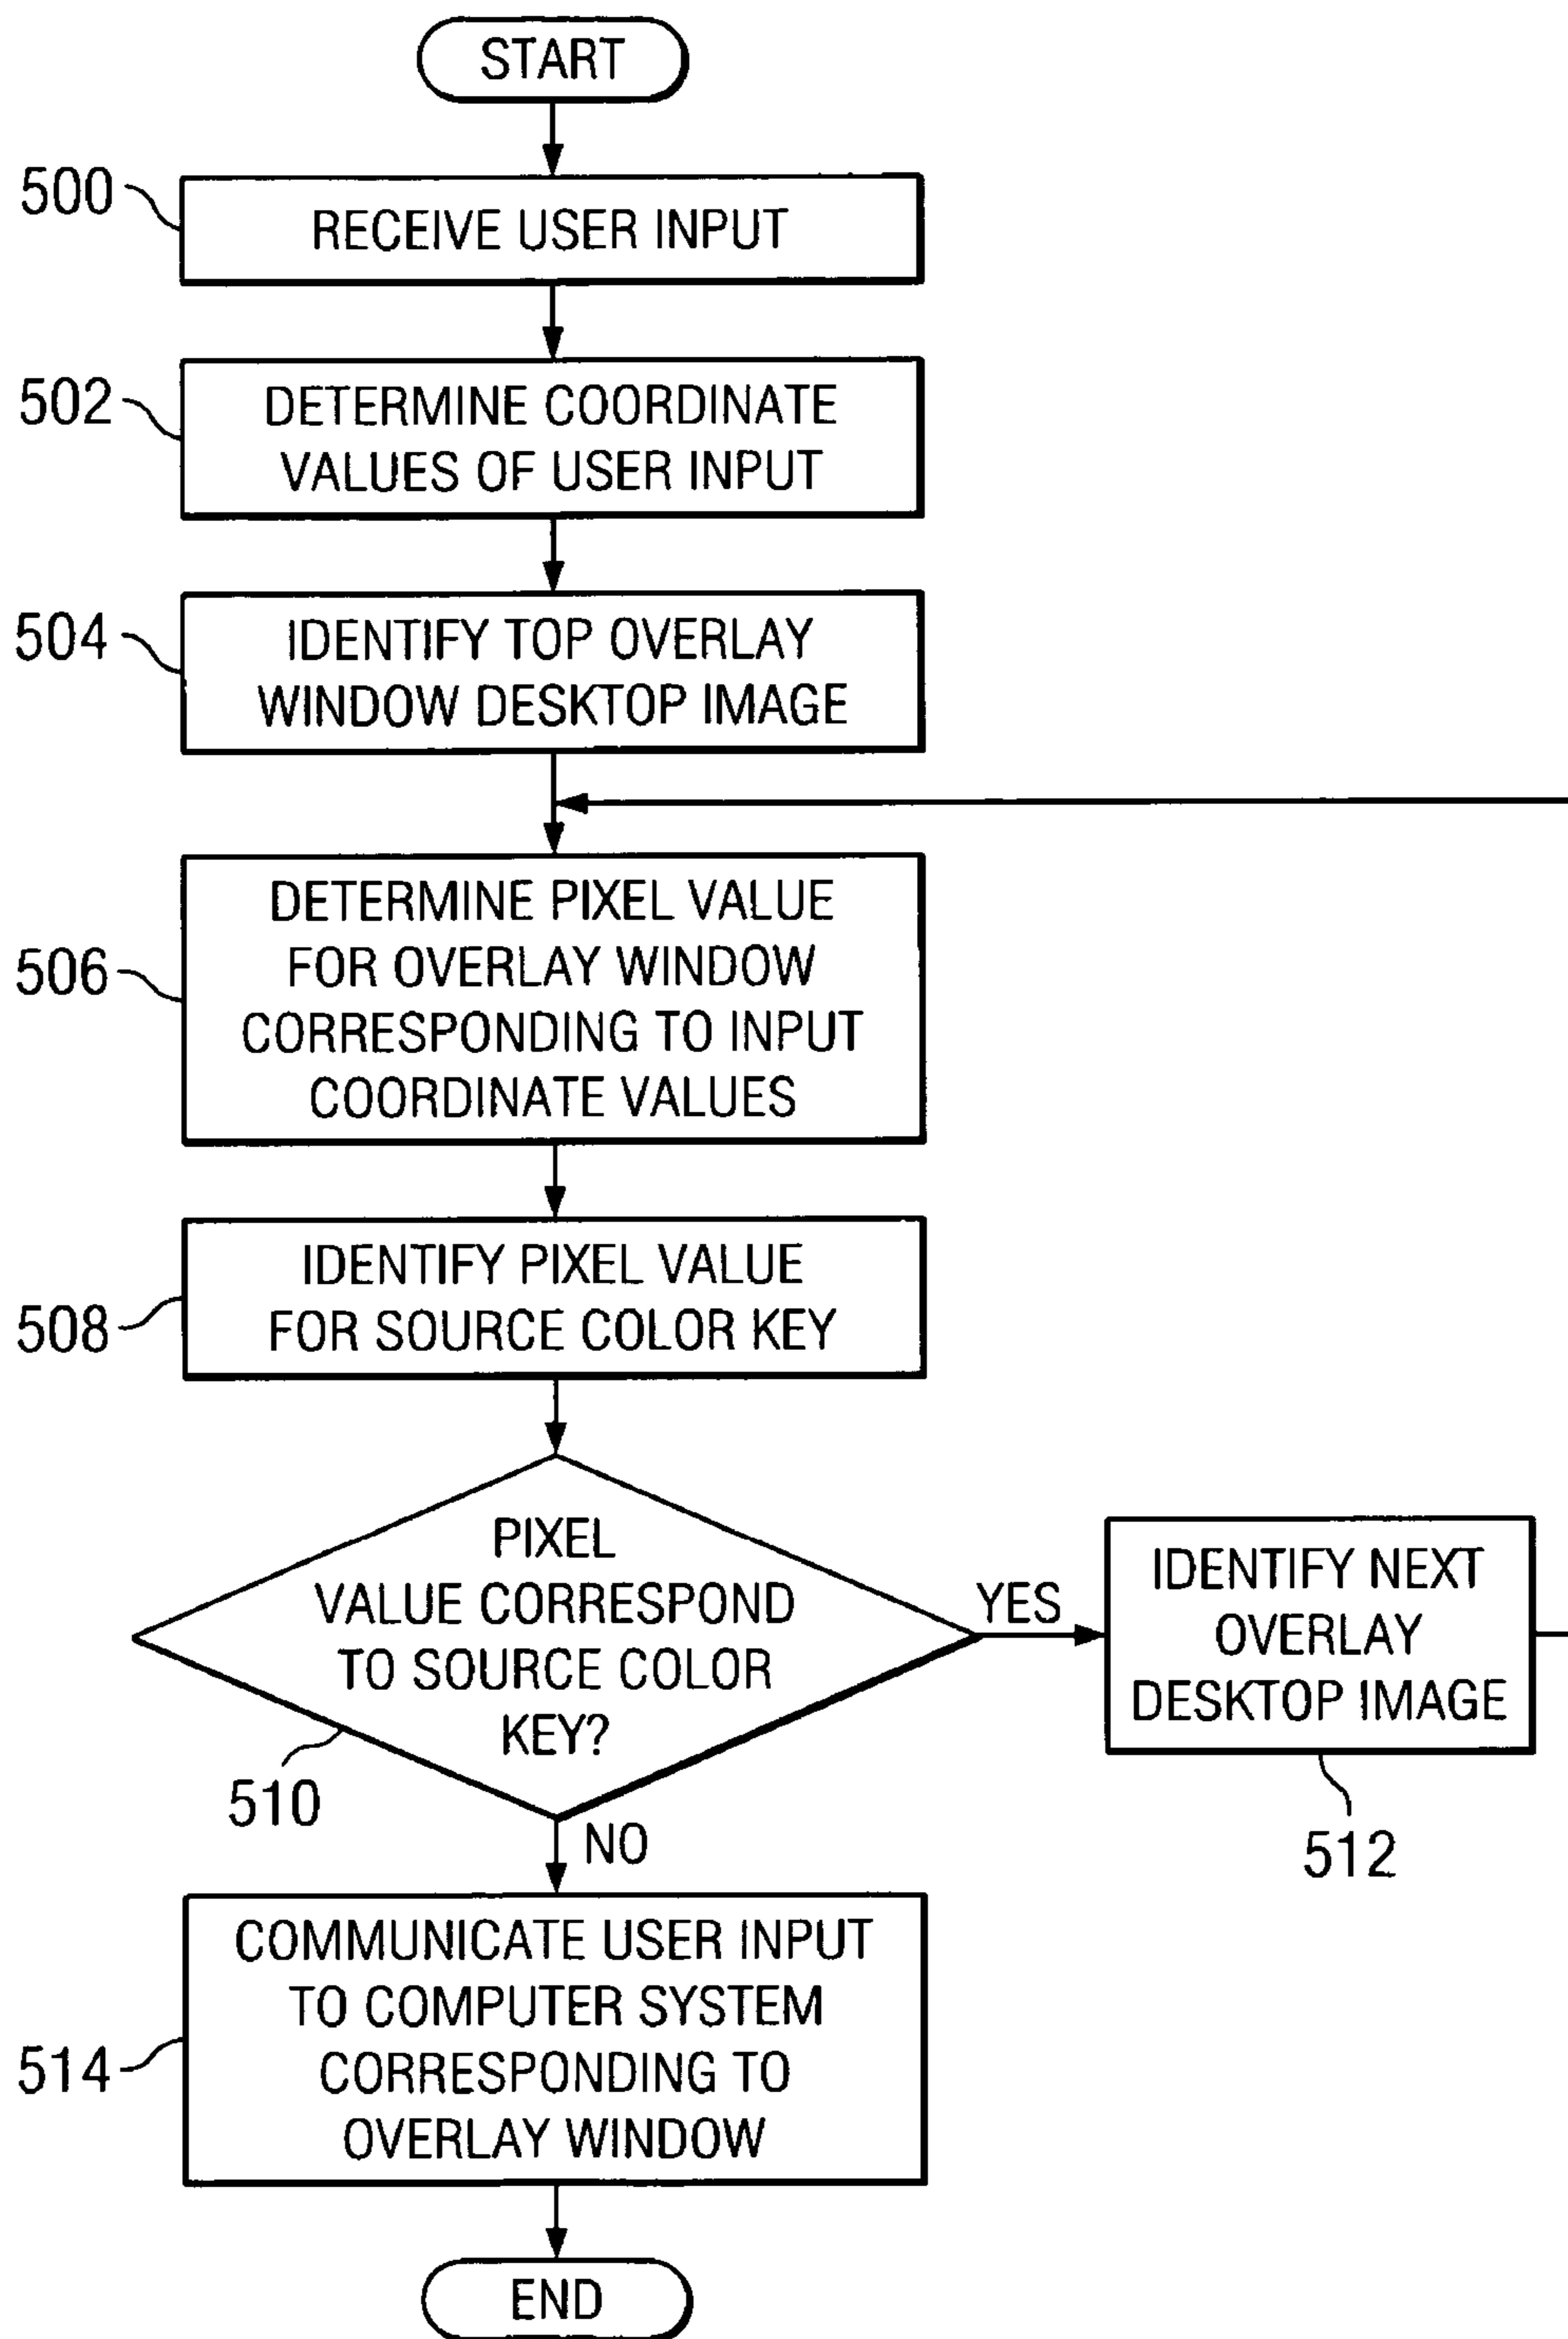 START
500
RECEIVE USER INPUT
502
DETERMINE COORDINATE
VALUES OF USER INPUT
504
IDENTIFY TOP OVERLAY
WINDOW DESKTOP IMAGE
506
DETERMINE PIXEL VALUE
FOR OVERLAY WINDOW
CORRESPONDING TO INPUT
COORDINATE VALUES
508
IDENTIFY PIXEL VALUE
FOR SOURCE COLOR KEY
PIXEL
VALUE CORRESPOND
TO SOURCE COLOR
KEY?
510
YES
IDENTIFY NEXT
OVERLAY
DESKTOP IMAGE
512
NO
514
COMMUNICATE USER INPUT
TO COMPUTER SYSTEM
CORRESPONDING TO
OVERLAY WINDOW
END